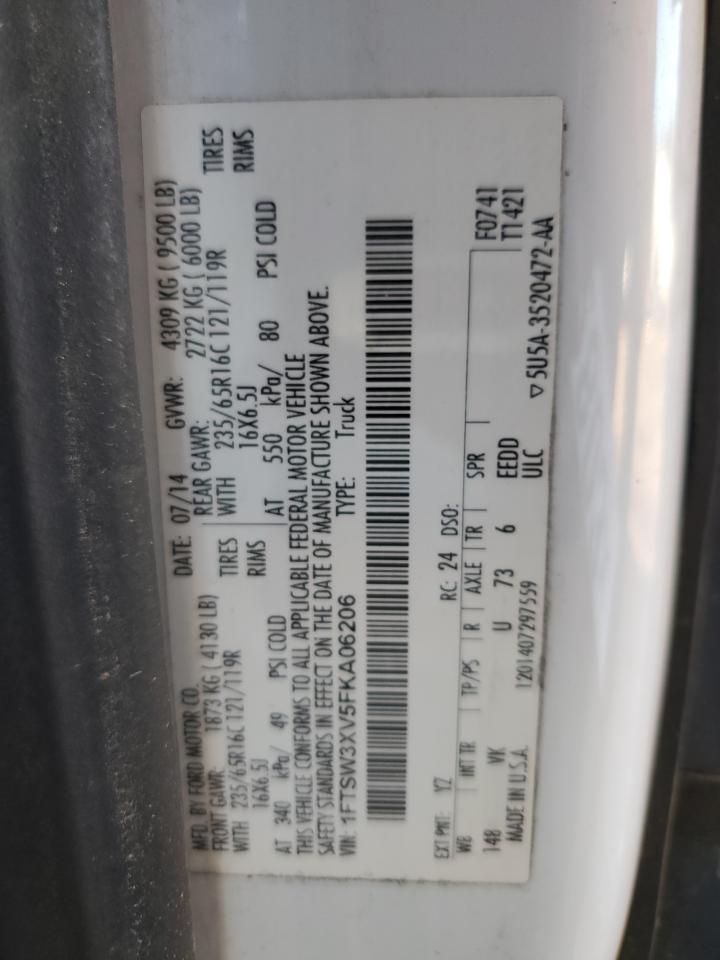 MFD. BY FORD MOTOR CO. DATE: 07/14 GVWR: 4309 KG ( 9500 LB)
FRONT GAWR: 1873 KG ( 4130 LB) REAR GAWR: 2722 KG ( 6000 LB)
WITH 235/65R16C 121/119R TIRES WITH 235/65R16C 121/119R TIRES
16X6.5J RIMS 16X6.5J RIMS
AT 340 kPa/ 49 PSI COLD AT 550 kPa/ 80 PSI COLD
THIS VEHICLE CONFORMS TO ALL APPLICABLE FEDERAL MOTOR VEHICLE
SAFETY STANDARDS IN EFFECT ON THE DATE OF MANUFACTURE SHOWN ABOVE.
VIN: 1FTSW3XV5FKA06206 TYPE: Truck
EXT PNT: YZ RC: 24 DSO: F0741
WB INT TR TP/PS R AXLE TR SPR T1421
148 VK U 73 6 EEDD
MADE IN U.S.A. 1201407297559 ULC ▽ 5U5A-3520472-AA